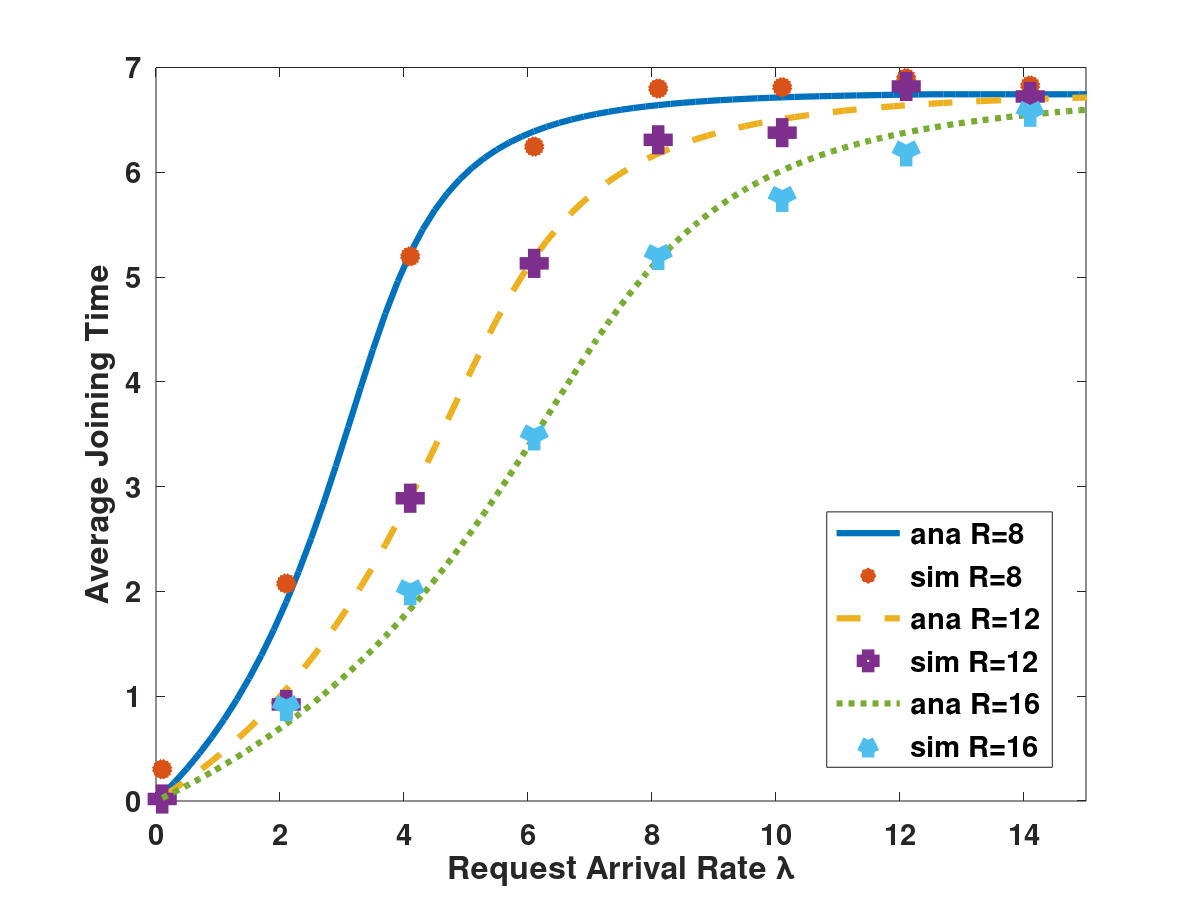 7
6
5
4
3
2
1
0
Average Joining Time
0 2 4 6 8 10 12 14
Request Arrival Rate λ
ana R=8
sim R=8
ana R=12
sim R=12
ana R=16
sim R=16